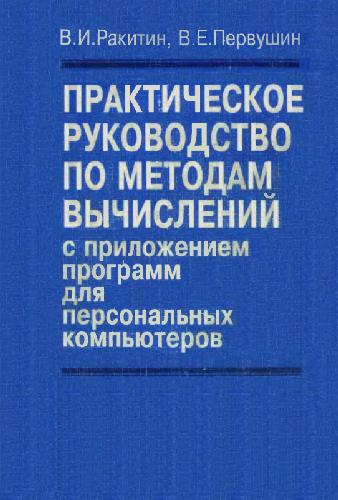 В.И.Ракитин, В.Е.Первушин
ПРАКТИЧЕСКОЕ
РУКОВОДСТВО
ПО МЕТОДАМ
ВЫЧИСЛЕНИЙ
с приложением
программ
для
персональных
компьютеров